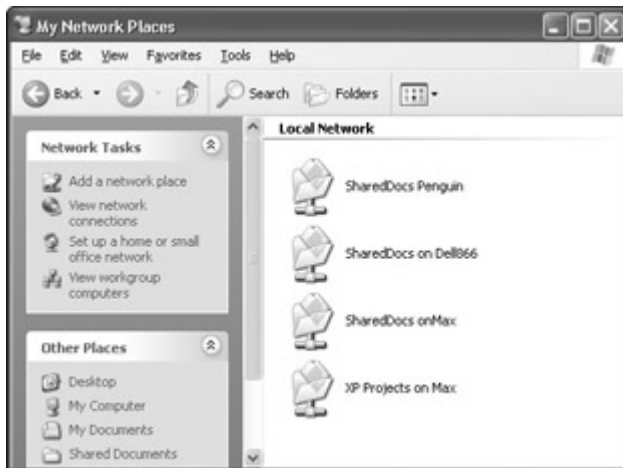 My Network Places
File Edit View Favorites Tools Help
Back Search Folders
Network Tasks
Add a network place
View network
connections
Set up a home or small
office network
View workgroup
computers
Other Places
Desktop
My Computer
My Documents
Shared Documents
Local Network
SharedDocs Penguin
SharedDocs on Dell866
SharedDocs onMax
XP Projects on Max